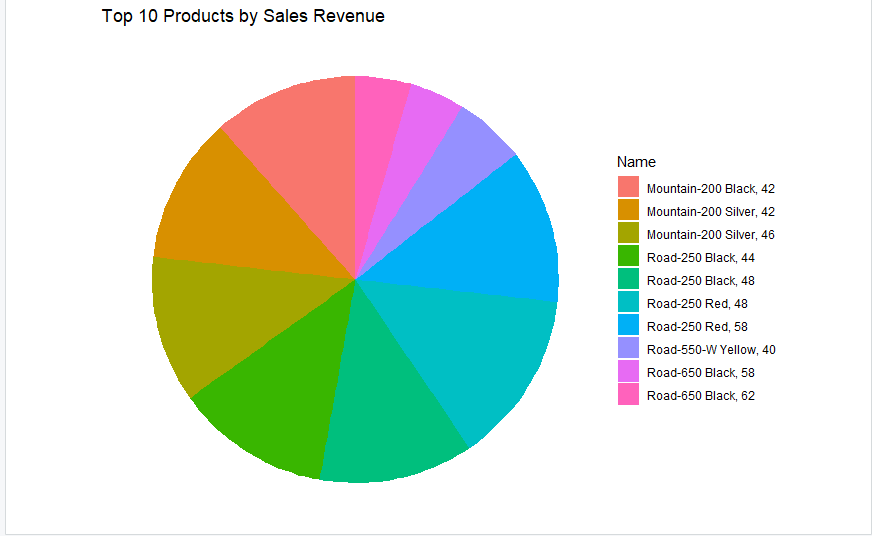 Top 10 Products by Sales Revenue
Name
Mountain-200 Black, 42
Mountain-200 Silver, 42
Mountain-200 Silver, 46
Road-250 Black, 44
Road-250 Black, 48
Road-250 Red, 48
Road-250 Red, 58
Road-550-W Yellow, 40
Road-650 Black, 58
Road-650 Black, 62